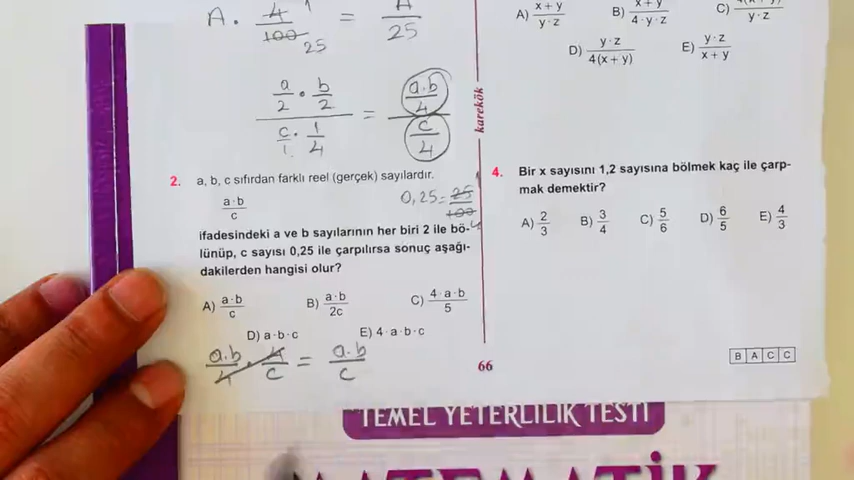 A · 4/100 1 25 = A/25
a/2 · b/2 / c/1 · 1/4 = a.b/4 / c/4
2. a, b, c sıfırdan farklı reel (gerçek) sayılardır.
a·b/c
0,25 = 25/100 1 4
ifadesindeki a ve b sayılarının her biri 2 ile bö-
lünüp, c sayısı 0,25 ile çarpılırsa sonuç aşağı-
dakilerden hangisi olur?
A) a·b/c B) a·b/2c C) 4·a·b/5
D) a·b·c E) 4·a·b·c
a.b/4 · 4/c = a.b/c
karekök
A) x+y/y·z B) x+y/4·y·z C) y·z
D) y·z/4(x+y) E) y·z/x+y
4. Bir x sayısını 1,2 sayısına bölmek kaç ile çarp-
mak demektir?
A) 2/3 B) 3/4 C) 5/6 D) 6/5 E) 4/3
B A C C
66
TEMEL YETERLİLİK TESTİ
MATEMATİK